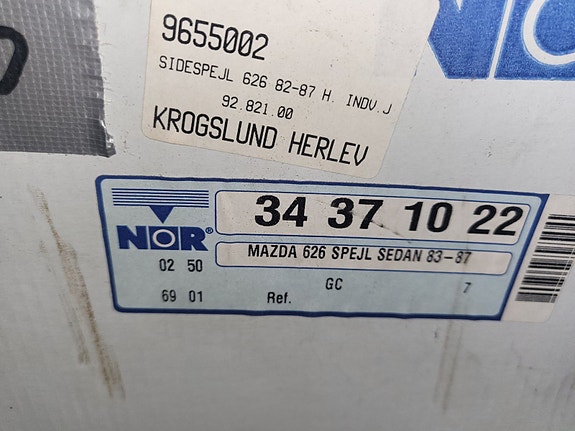 9655002
SIDESPEJL 626 82-87 H. INDV.J
92.821.00
KROGSLUND HERLEV
NOR
NOR®
34 37 10 22
MAZDA 626 SPEJL SEDAN 83-87
02 50
GC
7
69 01
Ref.